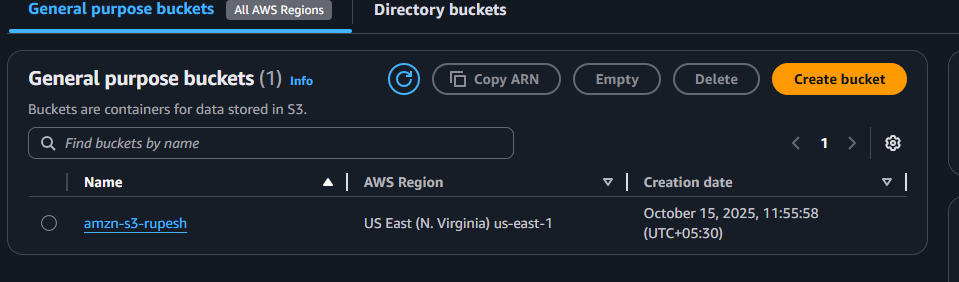 General purpose buckets All AWS Regions Directory buckets
General purpose buckets (1) Info
Copy ARN Empty Delete Create bucket
Buckets are containers for data stored in S3.
Find buckets by name 1
Name AWS Region Creation date
amzn-s3-rupesh US East (N. Virginia) us-east-1 October 15, 2025, 11:55:58
(UTC+05:30)